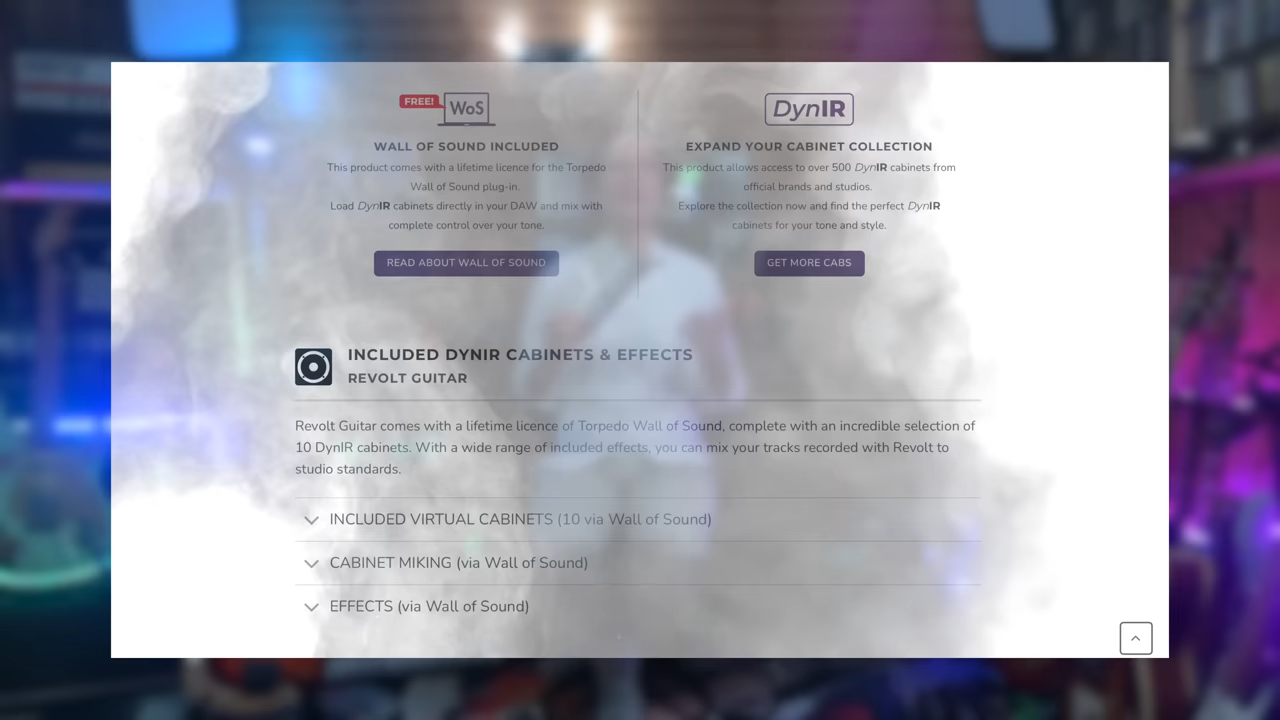 FREE!
WoS
WALL OF SOUND INCLUDED
This product comes with a lifetime licence for the Torpedo
Wall of Sound plug-in.
Load DynIR cabinets directly in your DAW and mix with
complete control over your tone.
READ ABOUT WALL OF SOUND
DynIR
EXPAND YOUR CABINET COLLECTION
This product allows access to over 500 DynIR cabinets from
official brands and studios.
Explore the collection now and find the perfect DynIR
cabinets for your tone and style.
GET MORE CABS
INCLUDED DYNIR CABINETS & EFFECTS
REVOLT GUITAR
Revolt Guitar comes with a lifetime licence of Torpedo Wall of Sound, complete with an incredible selection of
10 DynIR cabinets. With a wide range of included effects, you can mix your tracks recorded with Revolt to
studio standards.
INCLUDED VIRTUAL CABINETS (10 via Wall of Sound)
CABINET MIKING (via Wall of Sound)
EFFECTS (via Wall of Sound)